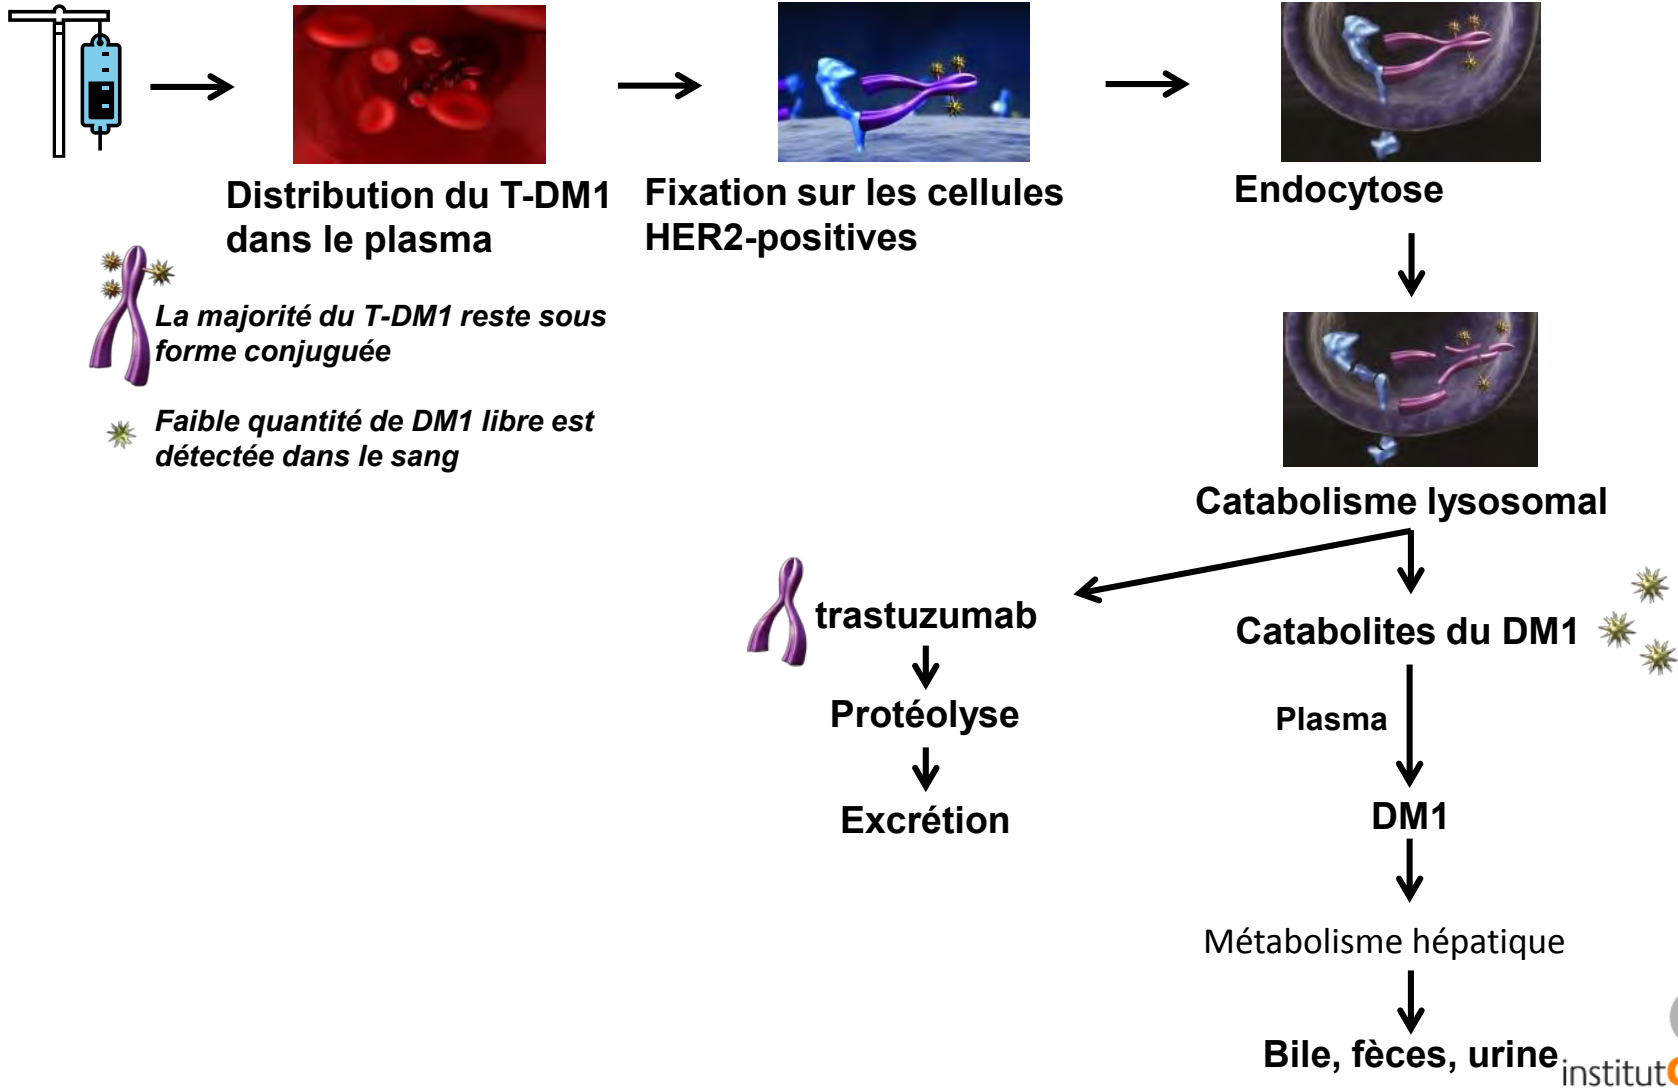 Distribution du T-DM1
dans le plasma
Fixation sur les cellules
HER2-positives
Endocytose
La majorité du T-DM1 reste sous
forme conjuguée
Faible quantité de DM1 libre est
détectée dans le sang
Catabolisme lysosomal
trastuzumab
Protéolyse
Excrétion
Catabolites du DM1
Plasma
DM1
Métabolisme hépatique
Bile, fèces, urine
institut